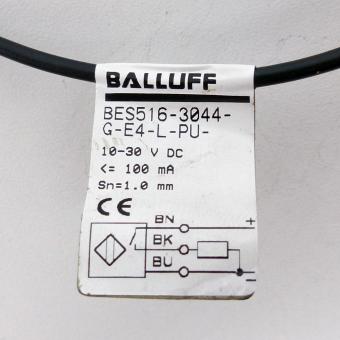 BALLUFF
BES516-3044-
G-E4-L-PU-
10-30 V DC
<= 100 mA
Sn=1.0 mm
CE
BN +
BK
BU -